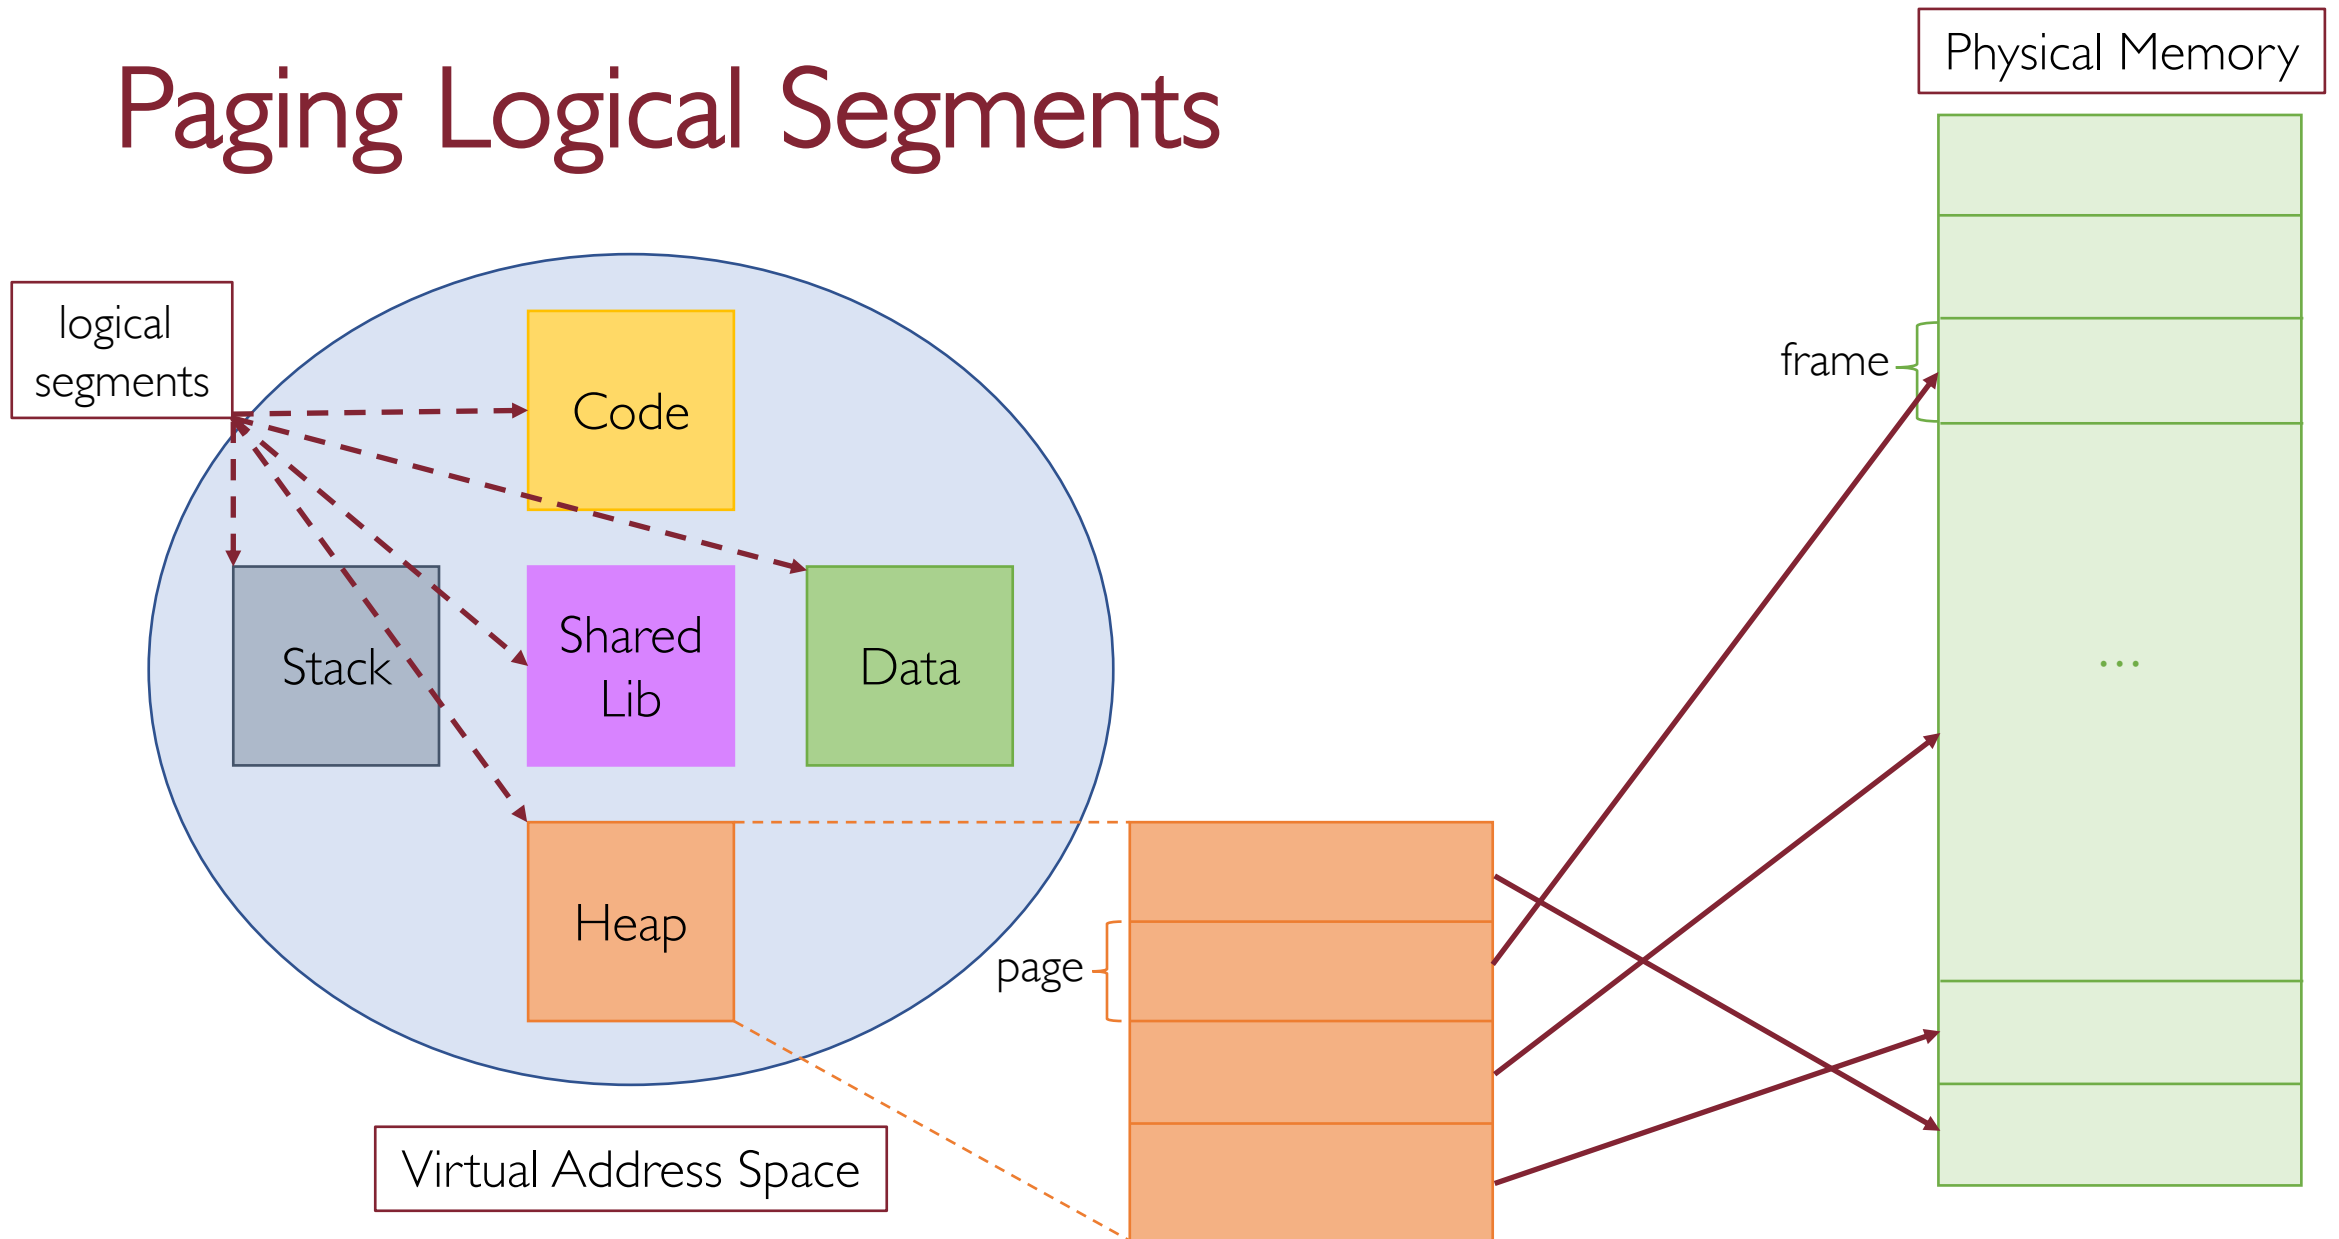 Paging Logical Segments
Physical Memory
logical
segments
Code
frame
Stack
Shared
Lib
Data
...
Heap
page
Virtual Address Space